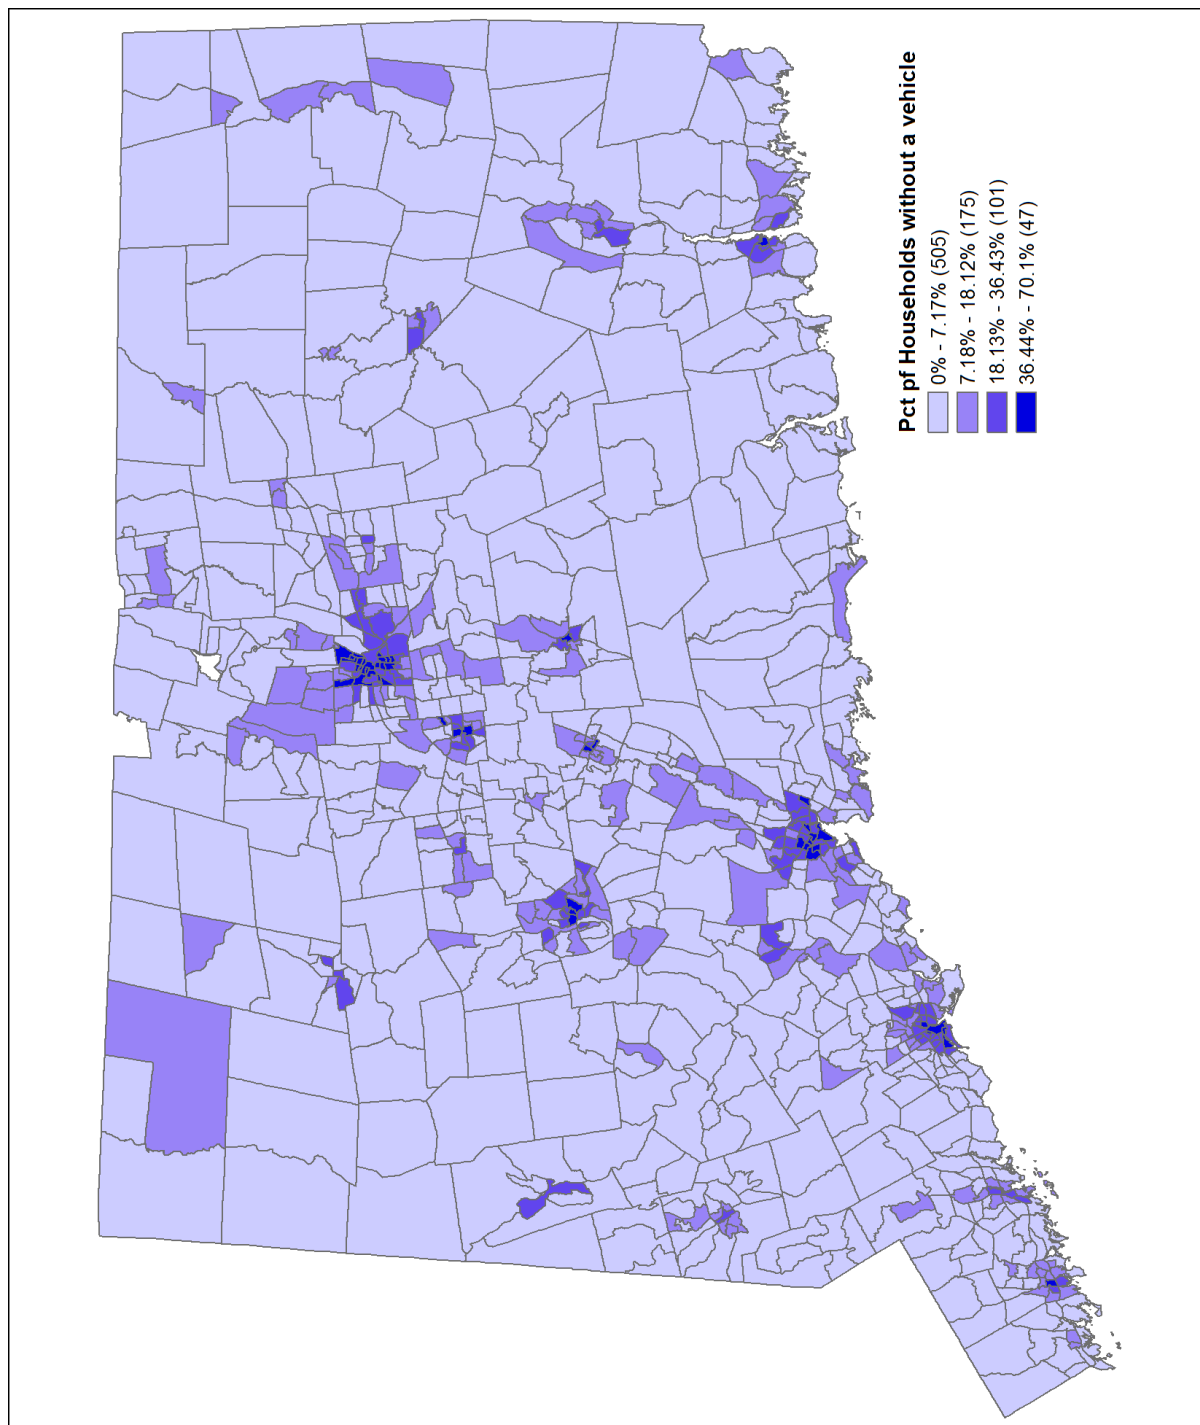 Pct pf Households without a vehicle
0% - 7.17% (505)
7.18% - 18.12% (175)
18.13% - 36.43% (101)
36.44% - 70.1% (47)